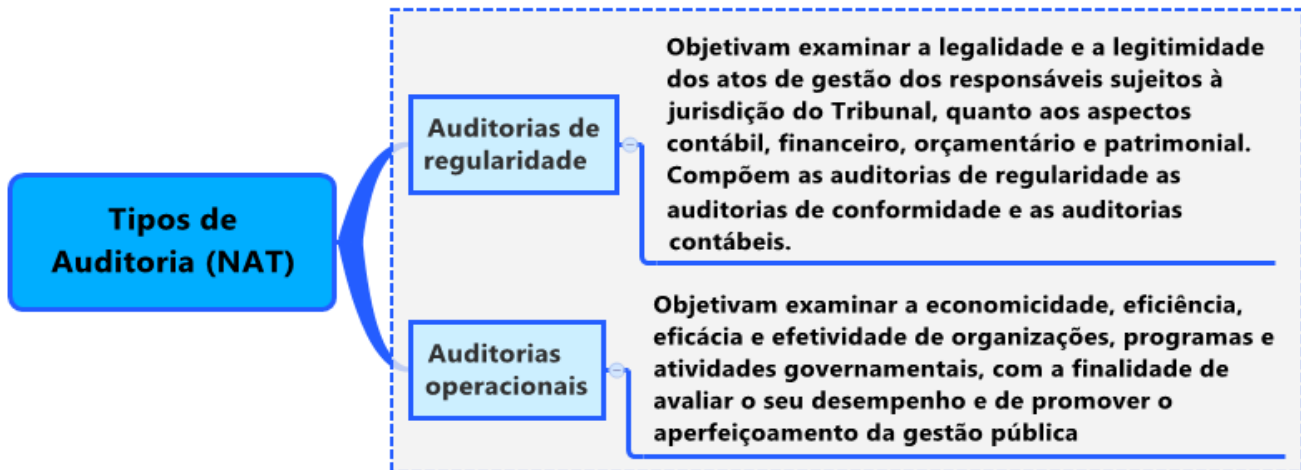 Tipos de
Auditoria (NAT)
Auditorias de
regularidade
Objetivam examinar a legalidade e a legitimidade
dos atos de gestão dos responsáveis sujeitos à
jurisdição do Tribunal, quanto aos aspectos
contábil, financeiro, orçamentário e patrimonial.
Compõem as auditorias de regularidade as
auditorias de conformidade e as auditorias
contábeis.
Auditorias
operacionais
Objetivam examinar a economicidade, eficiência,
eficácia e efetividade de organizações, programas e
atividades governamentais, com a finalidade de
avaliar o seu desempenho e de promover o
aperfeiçoamento da gestão pública